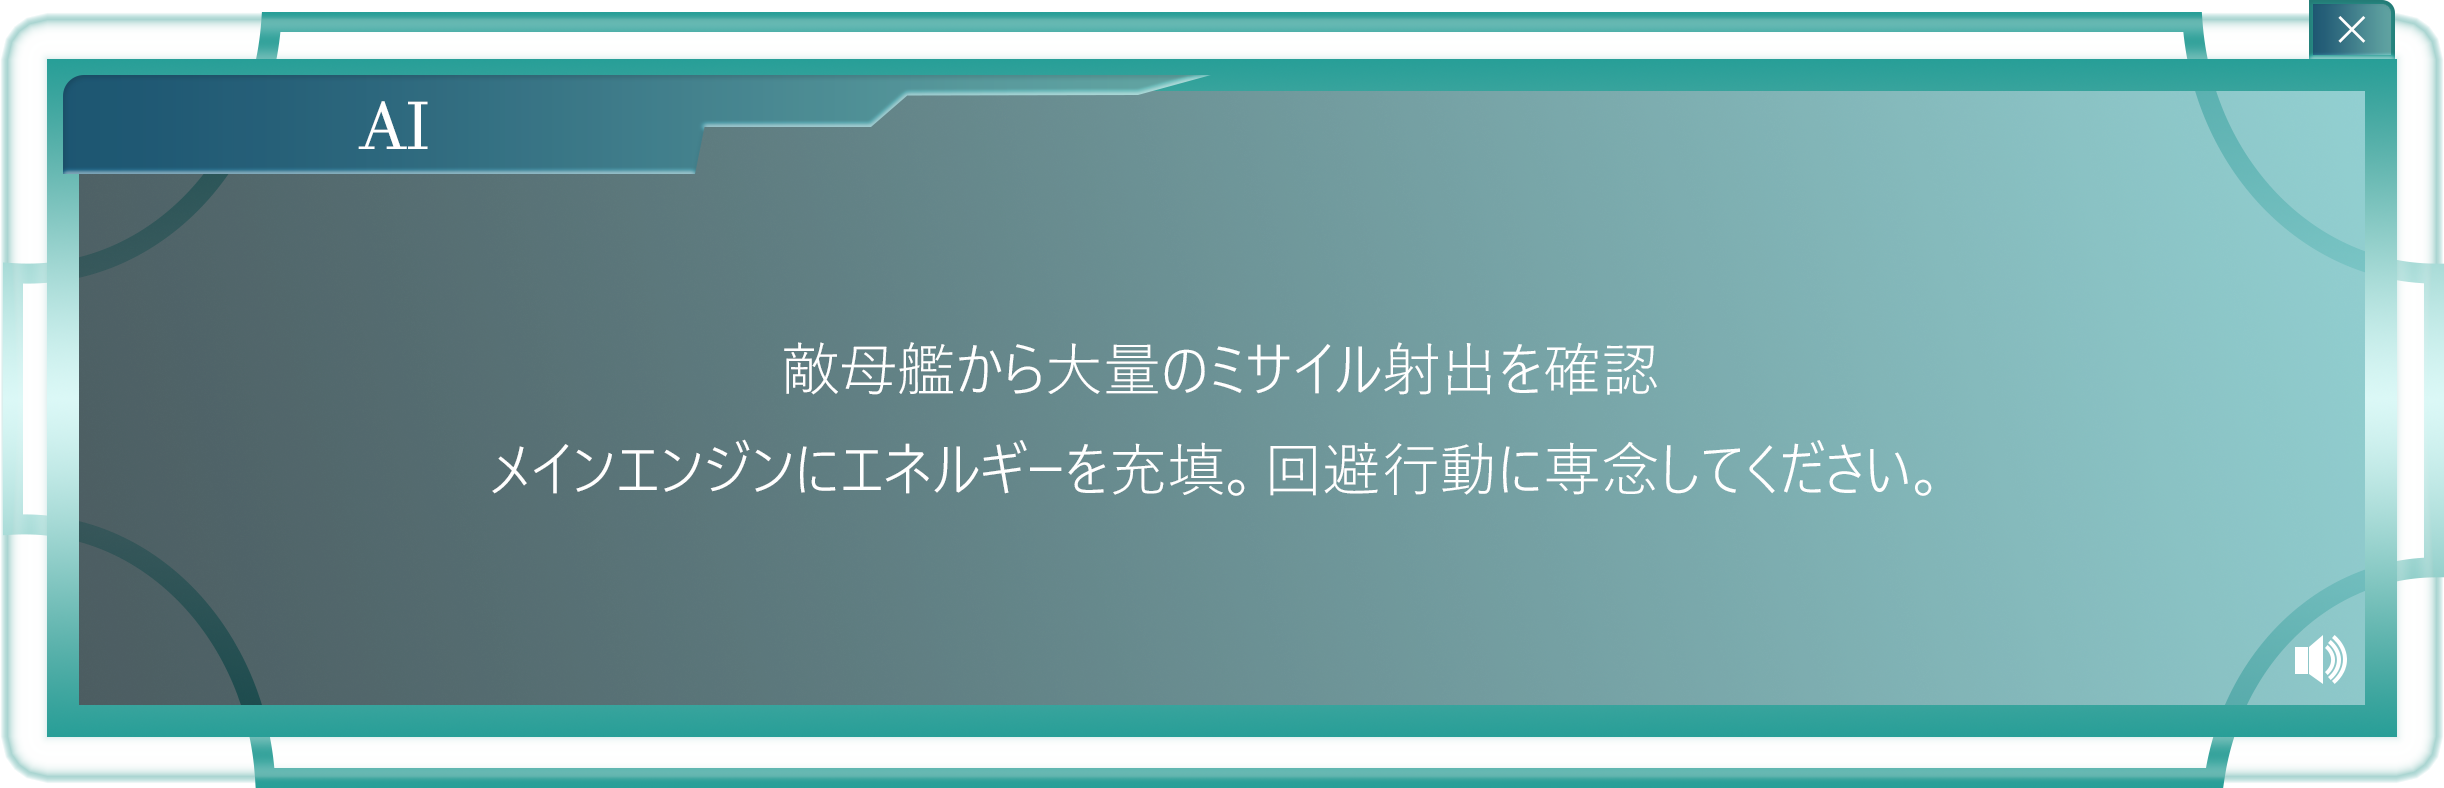 AI
敵母艦から大量のミサイル射出を確認
メインエンジンにエネルギーを充填。回避行動に専念してください。